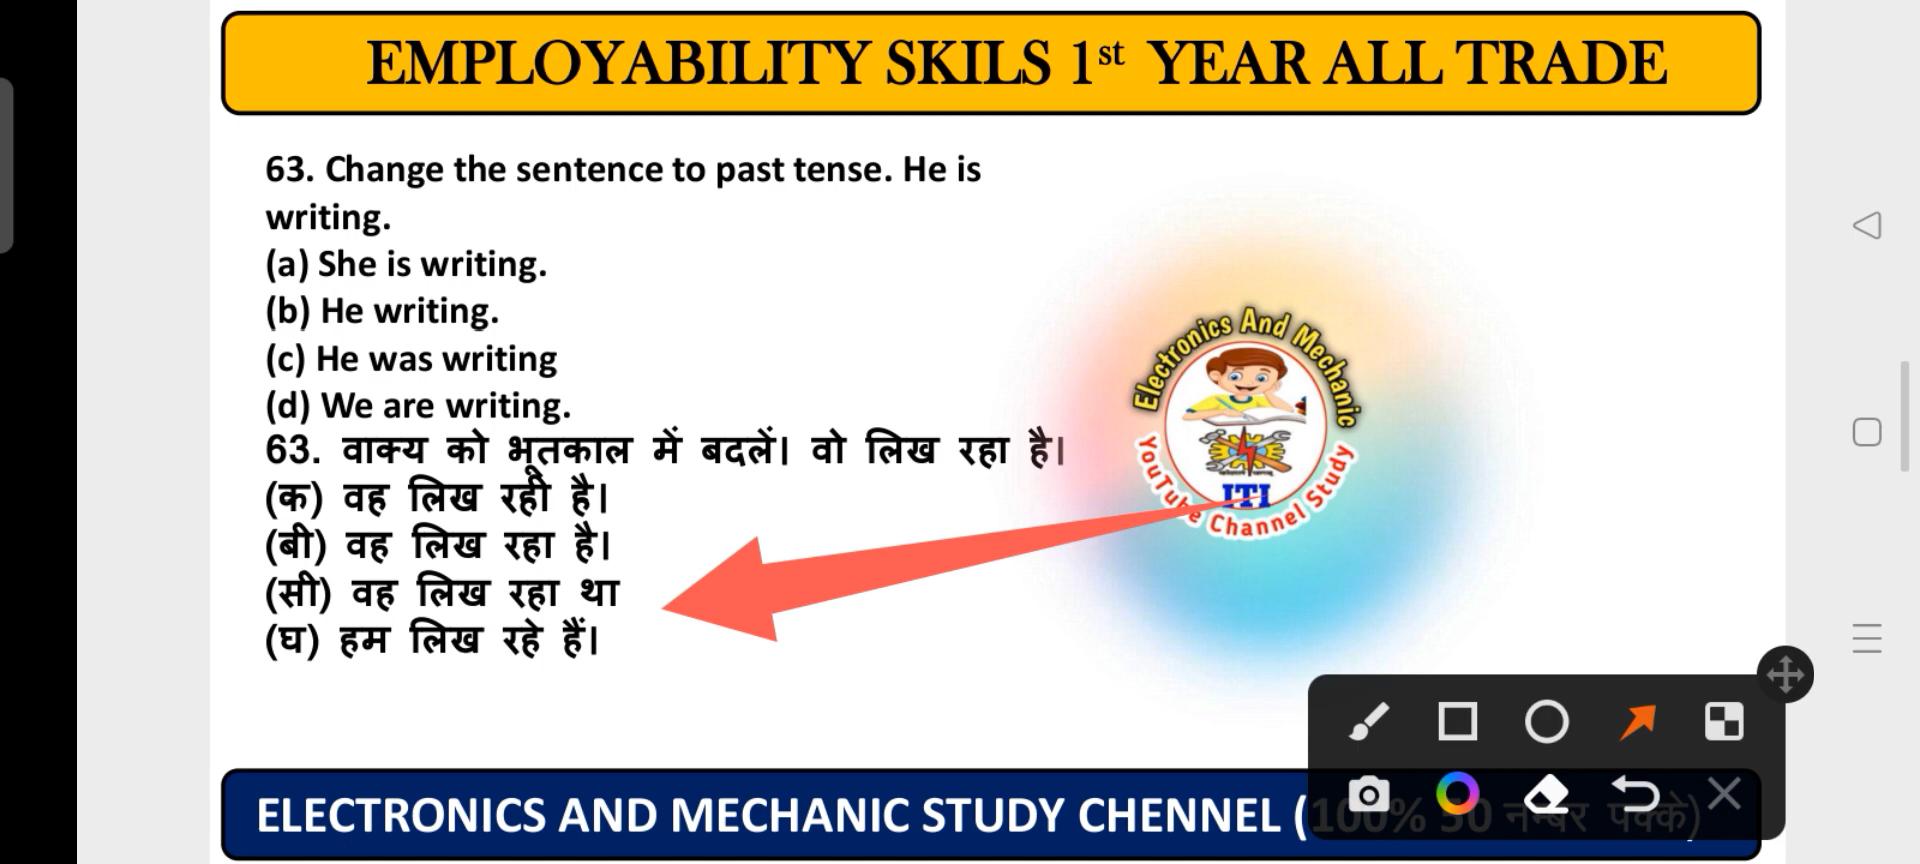 EMPLOYABILITY SKILS 1st YEAR ALL TRADE
63. Change the sentence to past tense. He is
writing.
(a) She is writing.
(b) He writing.
(c) He was writing
(d) We are writing.
63. वाक्य को भूतकाल में बदलें। वो लिख रहा है।
(क) वह लिख रही है।
(बी) वह लिख रहा है।
(सी) वह लिख रहा था
(घ) हम लिख रहे हैं।
Electronics And Mechanic
ITI
YouTube Channel Study
ELECTRONICS AND MECHANIC STUDY CHENNEL (100% 50 नम्बर पक्के)